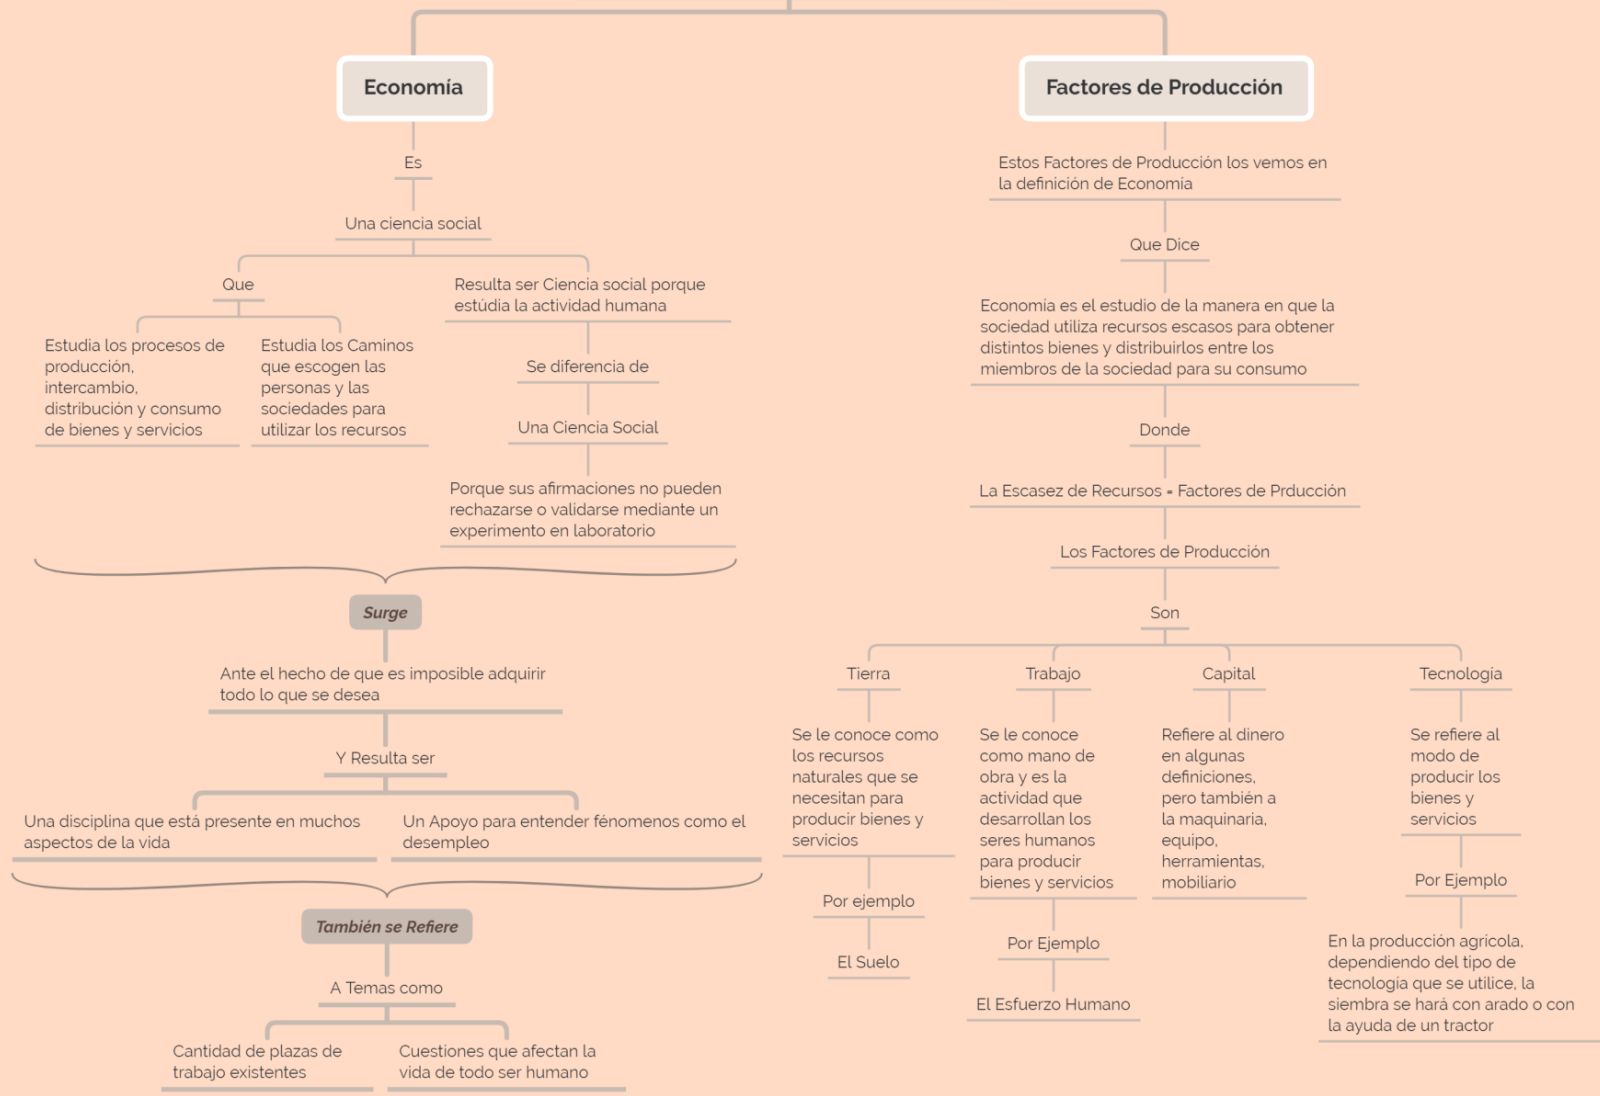 Economía
Es
Una ciencia social
Que
Estudia los procesos de
producción,
intercambio,
distribución y consumo
de bienes y servicios
Estudia los Caminos
que escogen las
personas y las
sociedades para
utilizar los recursos
Resulta ser Ciencia social porque
estúdia la actividad humana
Se diferencia de
Una Ciencia Social
Porque sus afirmaciones no pueden
rechazarse o validarse mediante un
experimento en laboratorio
Surge
Ante el hecho de que es imposible adquirir
todo lo que se desea
Y Resulta ser
Una disciplina que está presente en muchos
aspectos de la vida
Un Apoyo para entender fénomenos como el
desempleo
También se Refiere
A Temas como
Cantidad de plazas de
trabajo existentes
Cuestiones que afectan la
vida de todo ser humano
Factores de Producción
Estos Factores de Producción los vemos en
la definición de Economía
Que Dice
Economía es el estudio de la manera en que la
sociedad utiliza recursos escasos para obtener
distintos bienes y distribuirlos entre los
miembros de la sociedad para su consumo
Donde
La Escasez de Recursos = Factores de Prducción
Los Factores de Producción
Son
Tierra
Se le conoce como
los recursos
naturales que se
necesitan para
producir bienes y
servicios
Por ejemplo
El Suelo
Trabajo
Se le conoce
como mano de
obra y es la
actividad que
desarrollan los
seres humanos
para producir
bienes y servicios
Por Ejemplo
El Esfuerzo Humano
Capital
Refiere al dinero
en algunas
definiciones,
pero también a
la maquinaria,
equipo,
herramientas,
mobiliario
Tecnología
Se refiere al
modo de
producir los
bienes y
servicios
Por Ejemplo
En la producción agrícola,
dependiendo del tipo de
tecnología que se utilice, la
siembra se hará con arado o con
la ayuda de un tractor